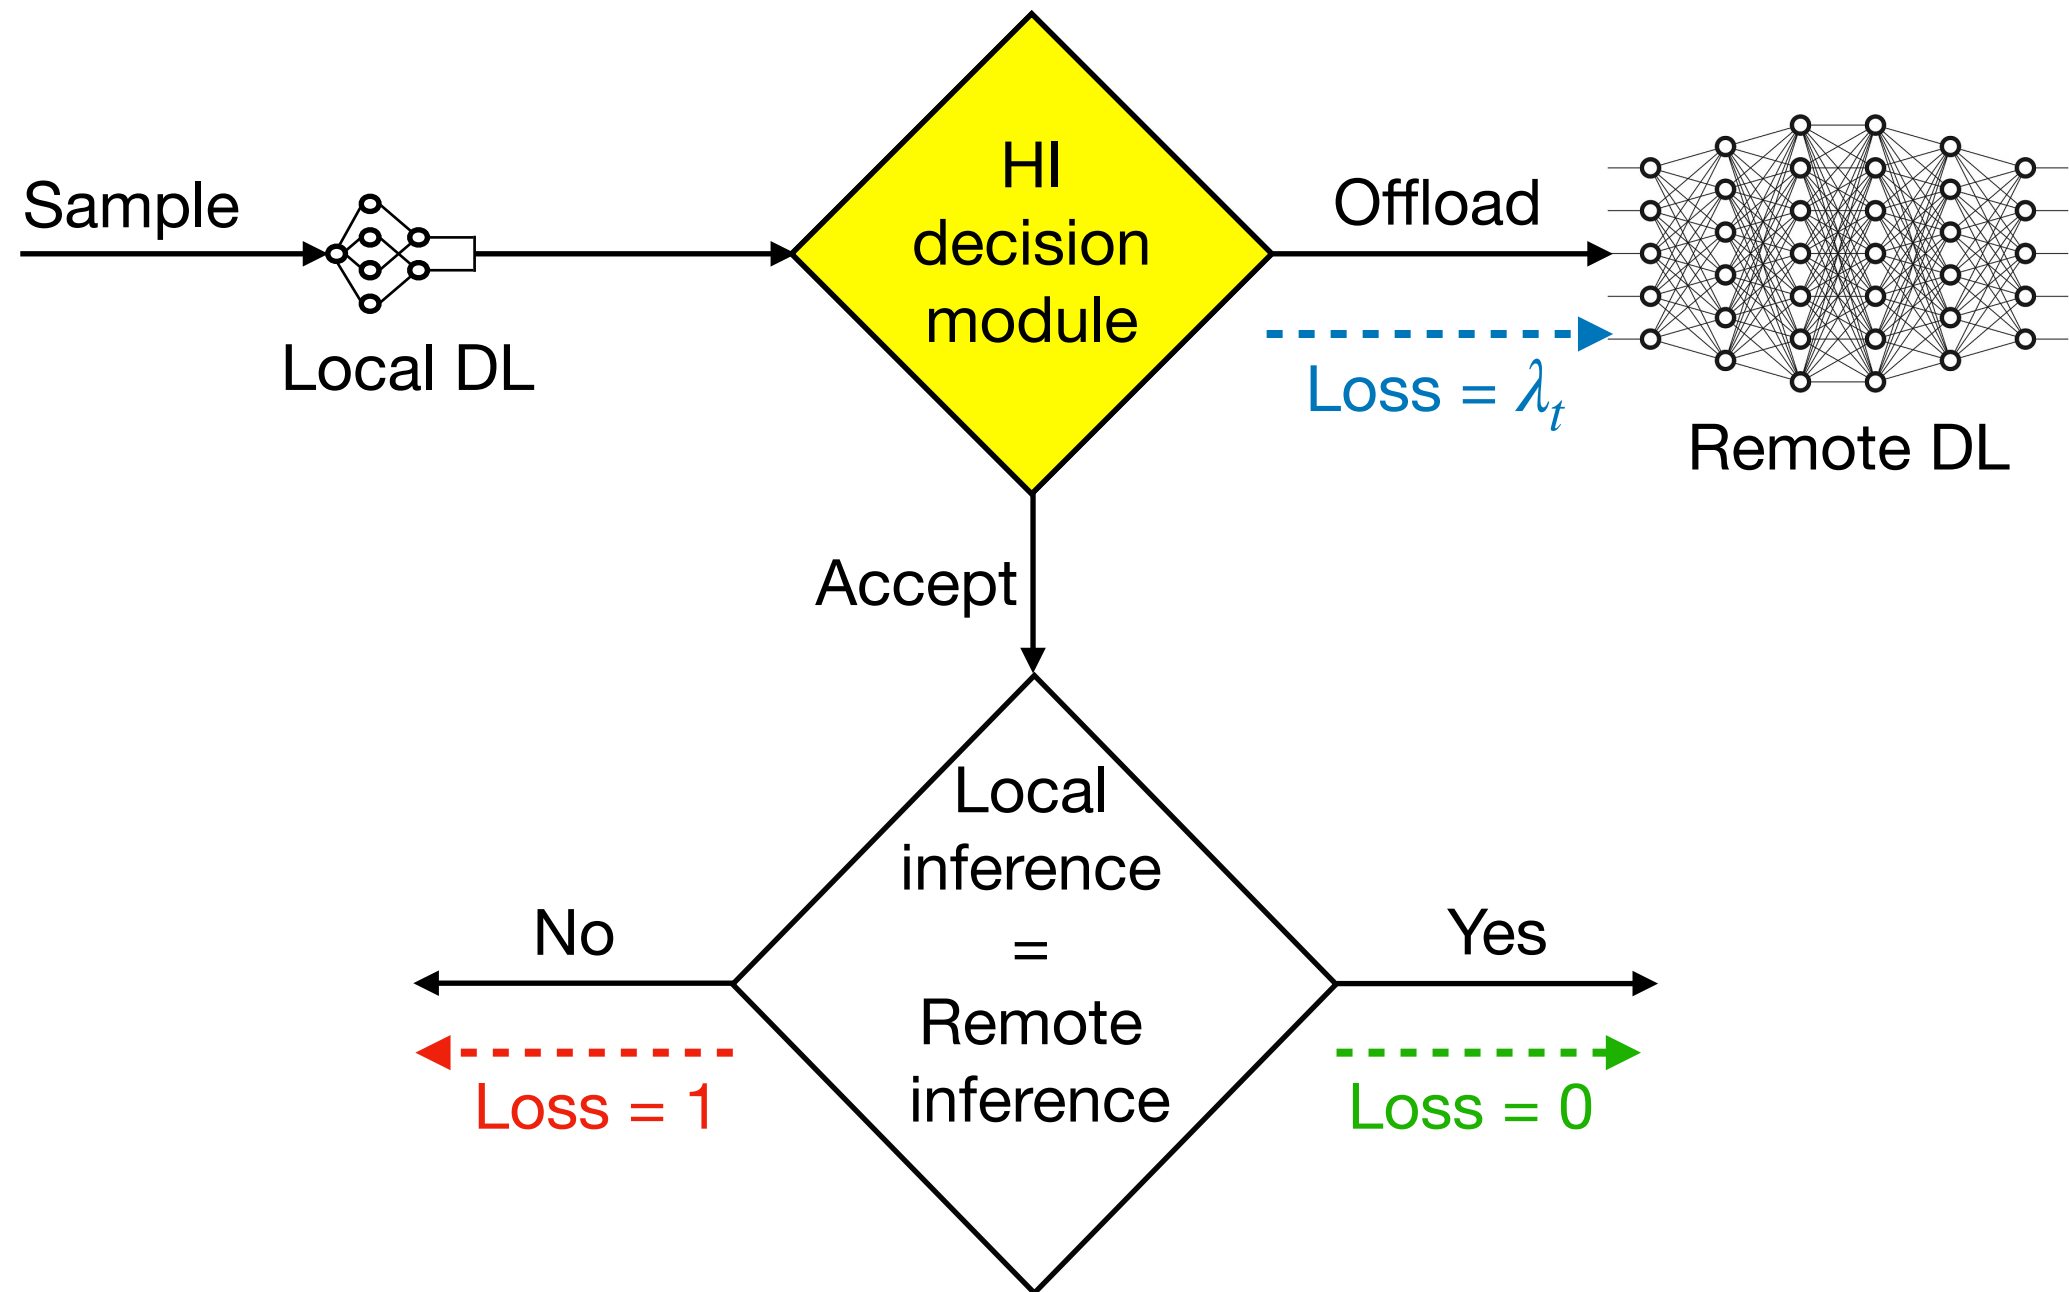 Sample
Local DL
HI
decision
module
Offload
Loss = λt
Remote DL
Accept
Local
inference
=
Remote
inference
No
Loss = 1
Yes
Loss = 0